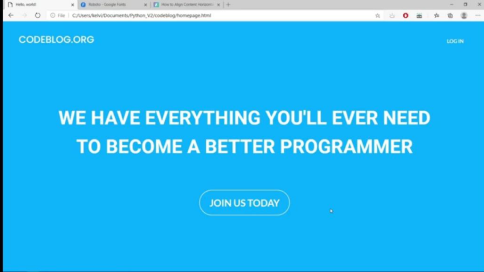 Hello, world!
Roboto - Google Fonts
How to Align Content Horizont
File
C:/Users/kelvi/Documents/Python_V2/codeblog/homepage.html
CODEBLOG.ORG
LOG IN
WE HAVE EVERYTHING YOU'LL EVER NEED
TO BECOME A BETTER PROGRAMMER
JOIN US TODAY